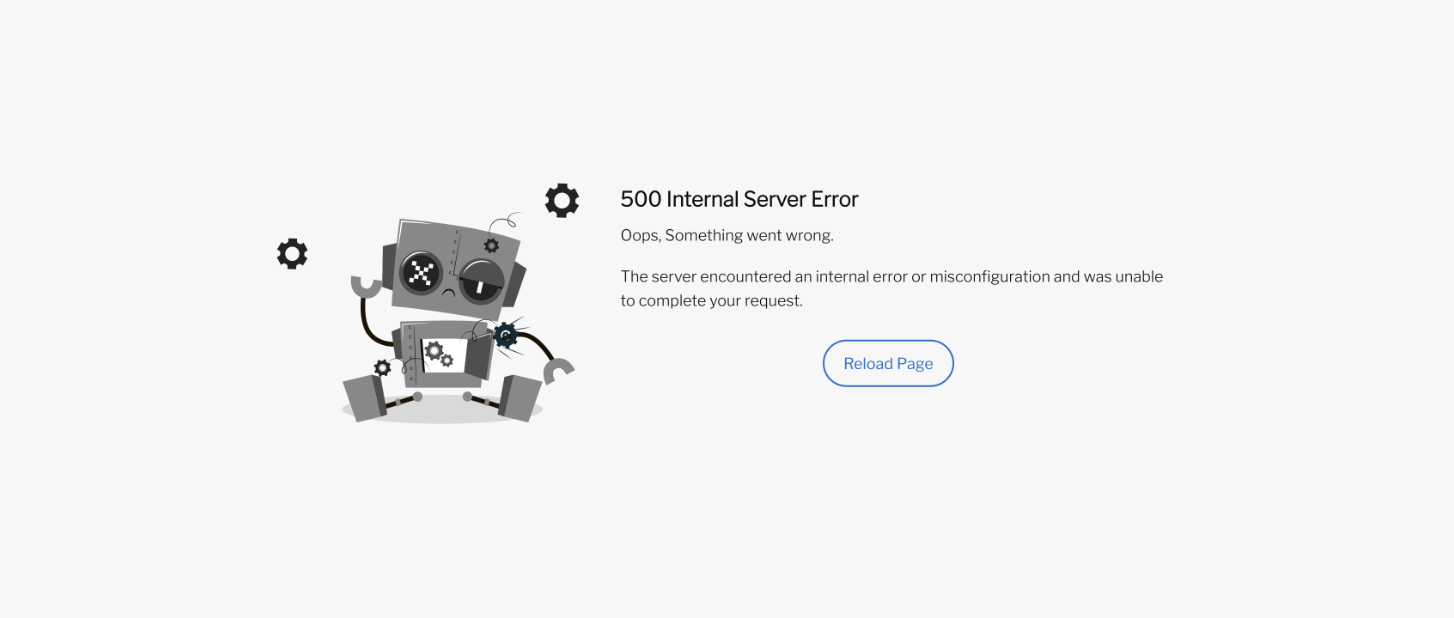 500 Internal Server Error
Oops, Something went wrong.
The server encountered an internal error or misconfiguration and was unable
to complete your request.
Reload Page